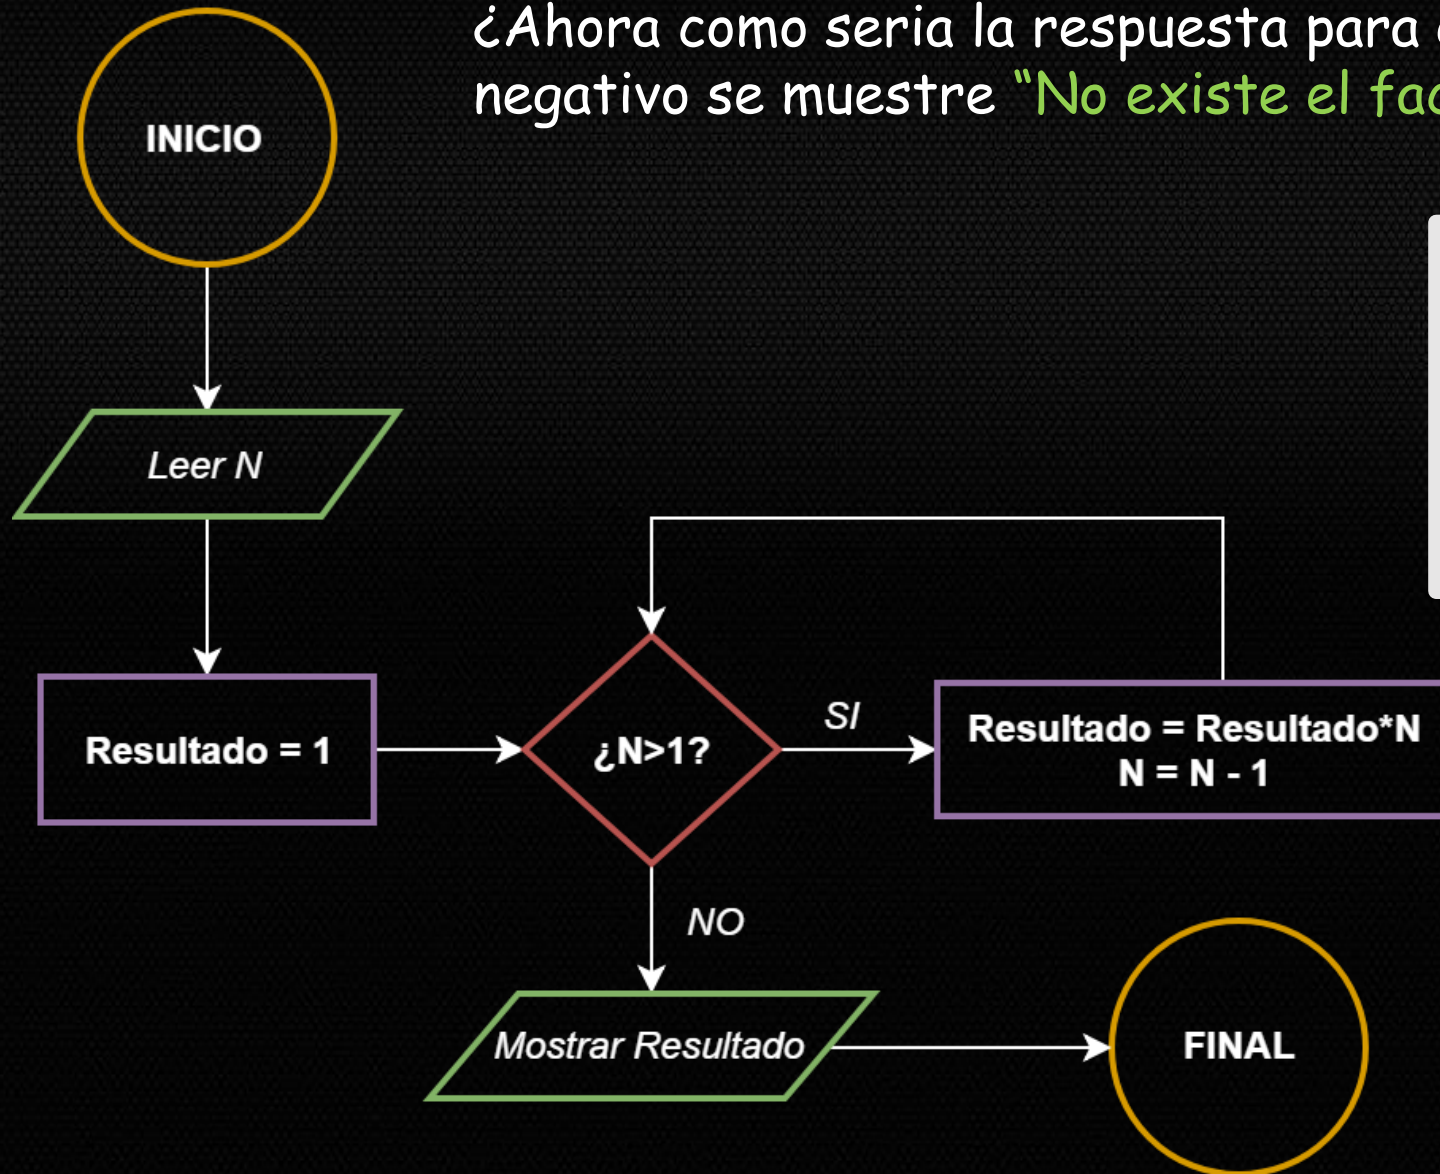 ¿Ahora como seria la respuesta para
negativo se muestre “No existe el
INICIO
Leer N
Resultado = 1
¿N>1?
SI
Resultado = Resultado*N
N = N - 1
NO
Mostrar Resultado
FINAL